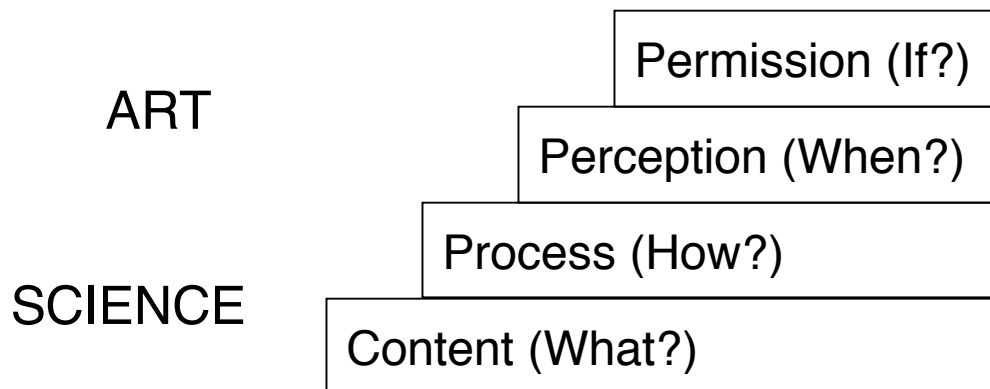 Permission (If?)
ART
Perception (When?)
Process (How?)
SCIENCE
Content (What?)